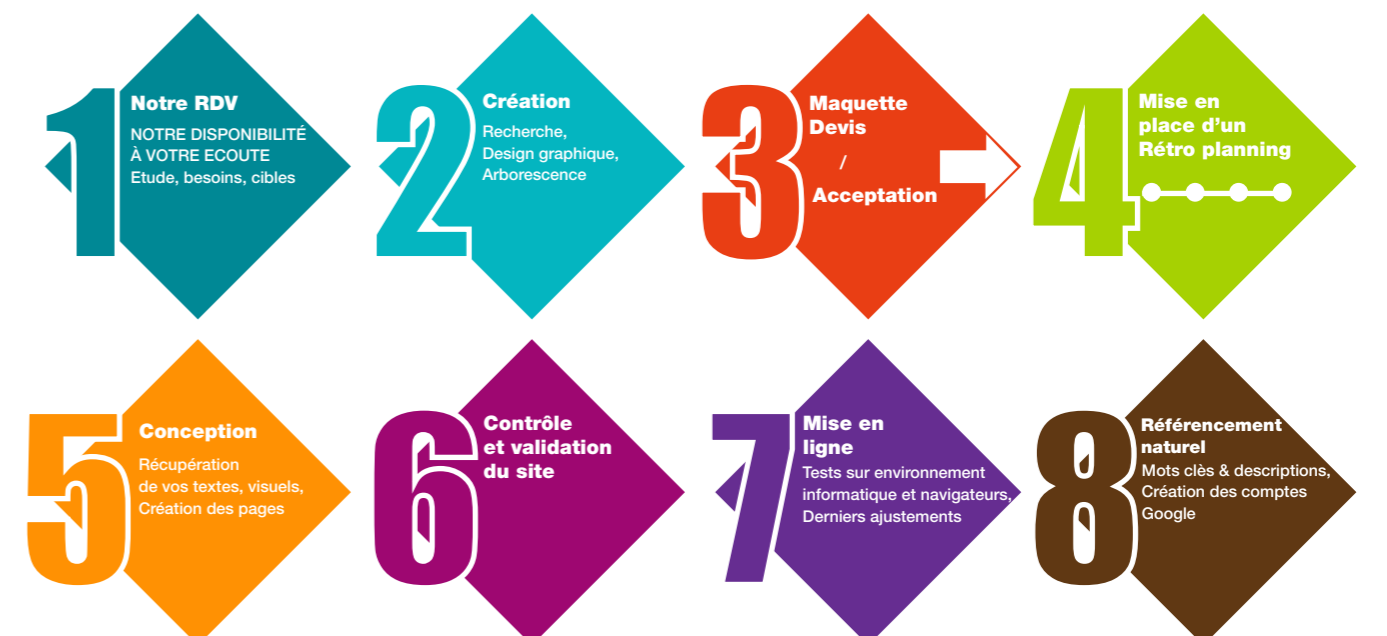 1
Notre RDV
NOTRE DISPONIBILITÉ
À VOTRE ECOUTE
Etude, besoins, cibles
2
Création
Recherche,
Design graphique,
Arborescence
3
Maquette
Devis
/
Acceptation
4
Mise en
place d’un
Rétro planning
5
Conception
Récupération
de vos textes, visuels,
Création des pages
6
Contrôle
et validation
du site
7
Mise en
ligne
Tests sur environnement
informatique et navigateurs,
Derniers ajustements
8
Référencement
naturel
Mots clès & descriptions,
Création des comptes
Google